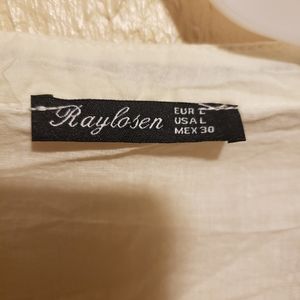 Raylosen
EUR L
USA L
MEX 30